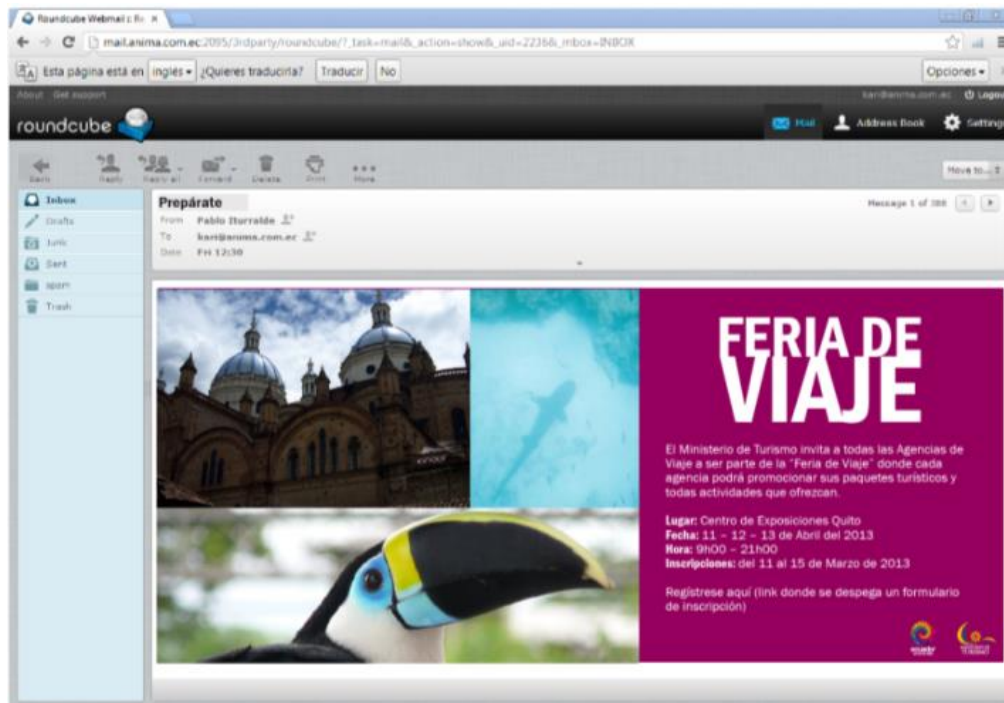 Roundcube Webmail :: Re
mail.anima.com.ec:2095/3rdparty/roundcube/?_task=mail&_action=show&_uid=2236&_mbox=INBOX
Esta página está en inglés ¿Quieres traducirla? Traducir No Opciones
About Get support kari@anima.com.ec Logou
roundcube Mail Address Book Setting
Back Reply Reply all Forward Delete Print More Move to...
Inbox
Drafts
Junk
Sent
spam
Trash
Prepárate Message 1 of 388
From Pablo Iturralde
To kari@anima.com.ec
Date Fri 12:30
FERIA DE
VIAJE
El Ministerio de Turismo invita a todas las Agencias de
Viaje a ser parte de la "Feria de Viaje" donde cada
agencia podrá promocionar sus paquetes turísticos y
todas actividades que ofrezcan.
Lugar: Centro de Exposiciones Quito
Fecha: 11 – 12 – 13 de Abril del 2013
Hora: 9h00 – 21h00
Inscripciones: del 11 al 15 de Marzo de 2013
Regístrese aquí (link donde se despega un formulario
de inscripción)